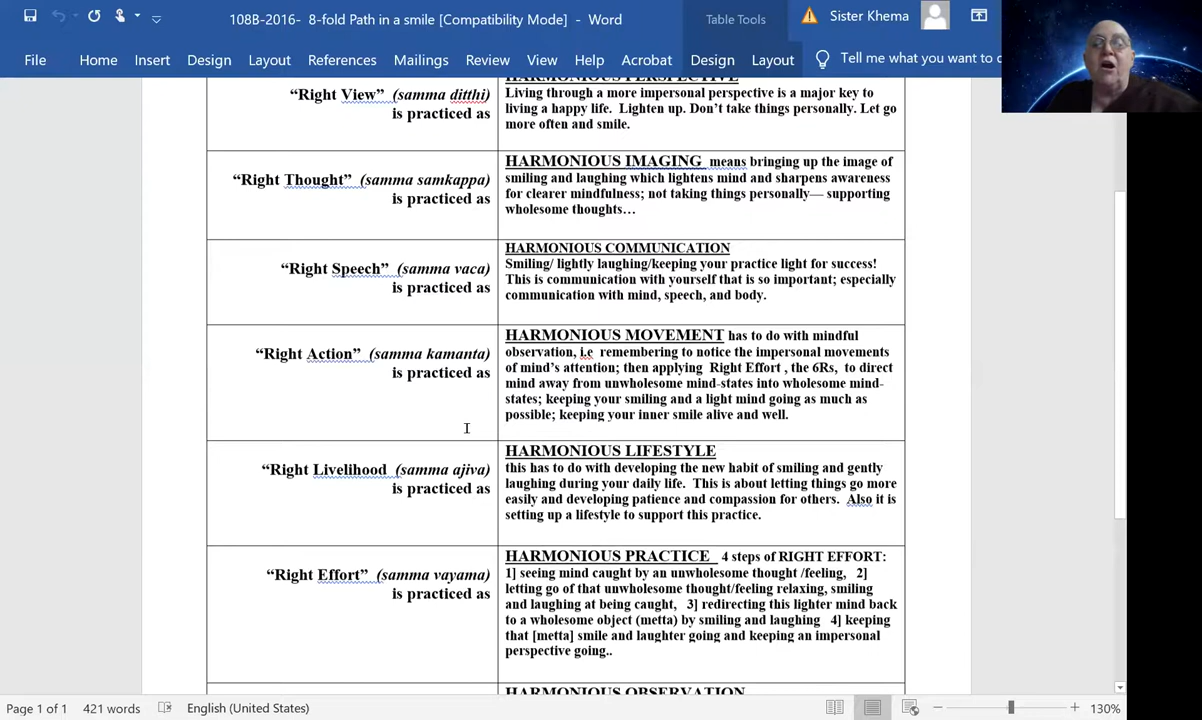 108B-2016-  8-fold Path in a smile [Compatibility Mode]  -  Word
Table Tools
Sister Khema
File
Home
Insert
Design
Layout
References
Mailings
Review
View
Help
Acrobat
Design
Layout
Tell me what you want to
HARMONIOUS PERSPECTIVE
“Right View”  (samma ditthi)
is practiced as
Living through a more impersonal perspective is a major key to
living a happy life.  Lighten up. Don’t take things personally. Let go
more often and smile.
“Right Thought”  (samma samkappa)
is practiced as
HARMONIOUS IMAGING  means bringing up the image of
smiling and laughing which lightens mind and sharpens awareness
for clearer mindfulness; not taking things personally— supporting
wholesome thoughts…
“Right Speech”  (samma vaca)
is practiced as
HARMONIOUS COMMUNICATION
Smiling/ lightly laughing/keeping your practice light for success!
This is communication with yourself that is so important; especially
communication with mind, speech, and body.
“Right Action”  (samma kamanta)
is practiced as
HARMONIOUS MOVEMENT has to do with mindful
observation, i.e  remembering to notice the impersonal movements
of mind’s attention; then applying  Right Effort , the 6Rs,  to direct
mind away from unwholesome mind-states into wholesome mind-
states; keeping your smiling and a light mind going as much as
possible; keeping your inner smile alive and well.
“Right Livelihood  (samma ajiva)
is practiced as
HARMONIOUS LIFESTYLE
this has to do with developing the new habit of smiling and gently
laughing during your daily life.  This is about letting things go more
easily and developing patience and compassion for others.  Also it is
setting up a lifestyle to support this practice.
“Right Effort”  (samma vayama)
is practiced as
HARMONIOUS PRACTICE   4 steps of RIGHT EFFORT:
1] seeing mind caught by an unwholesome thought /feeling,   2]
letting go of that unwholesome thought/feeling relaxing, smiling
and laughing at being caught,   3] redirecting this lighter mind back
to a wholesome object (metta) by smiling and laughing   4] keeping
that [metta] smile and laughter going and keeping an impersonal
perspective going..
HARMONIOUS OBSERVATION
Page 1 of 1
421 words
English (United States)
130%